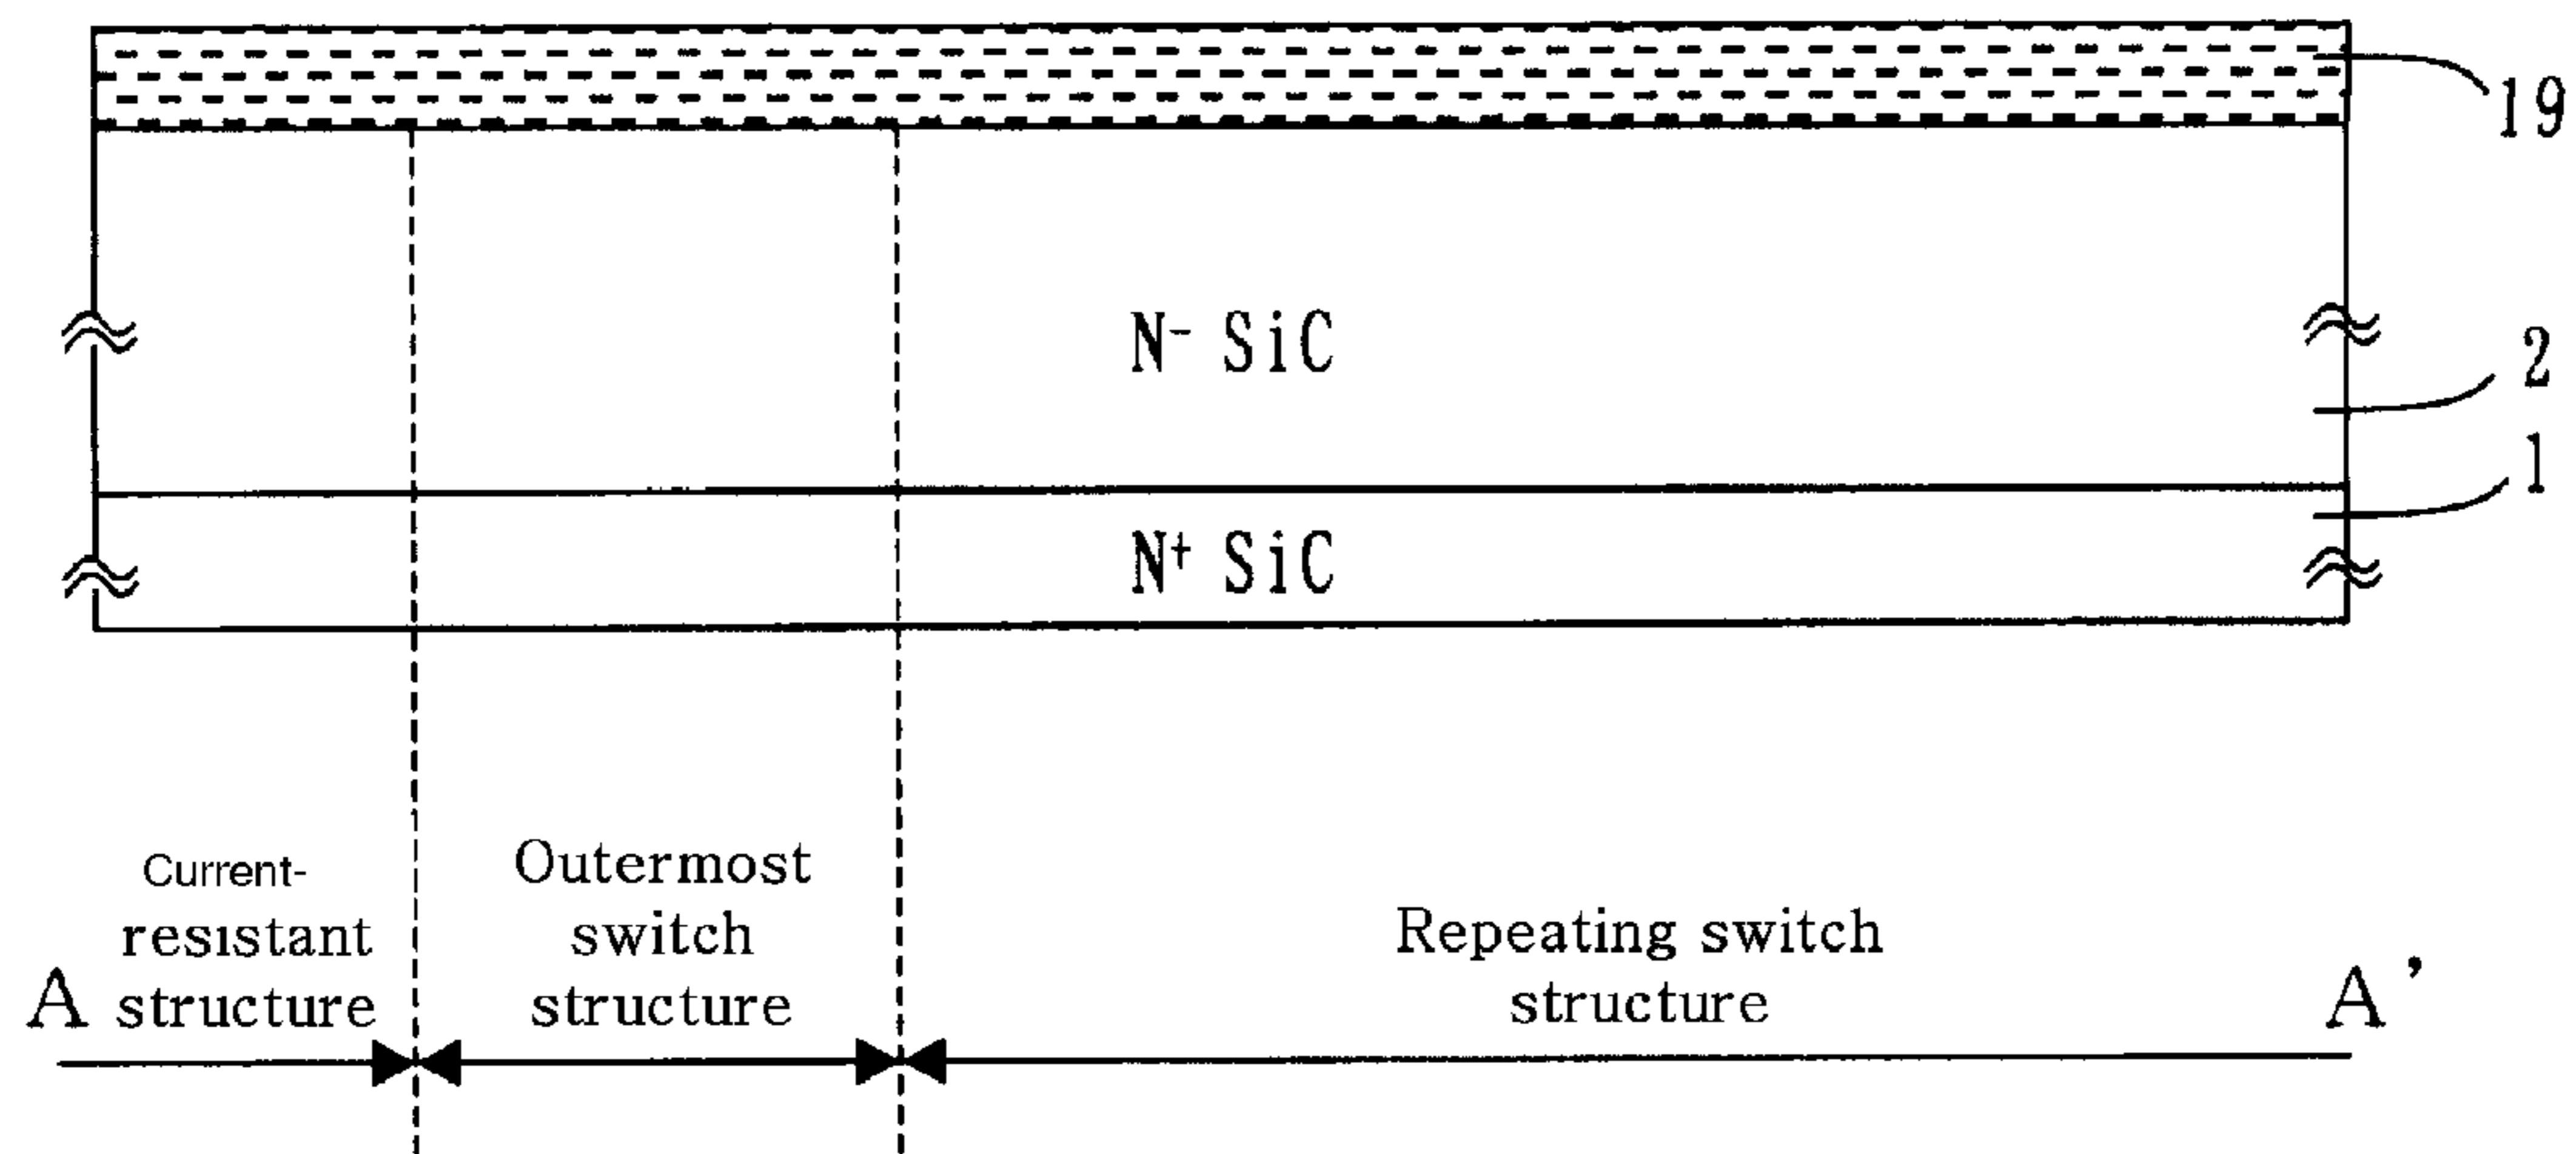 19
N⁻ SiC
2
1
N⁺ SiC
Current-
resistant
structure
Outermost
switch
structure
Repeating switch
structure
A
A'